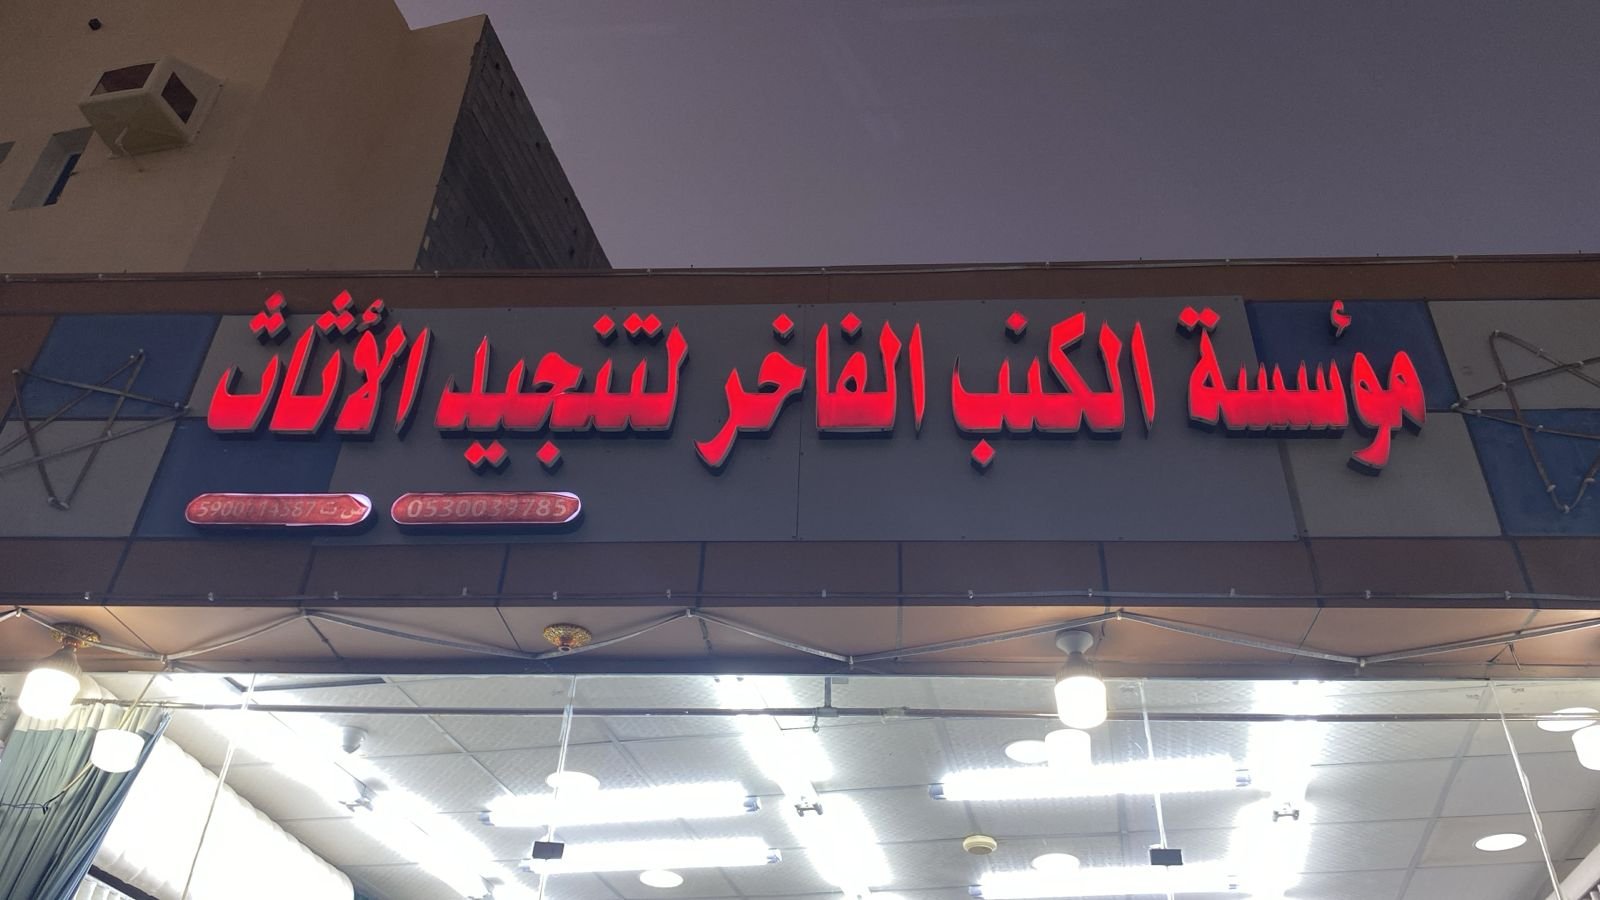 مؤسسة الكنب الفاخر لتنجيد الأثاث
0530039785
س ت